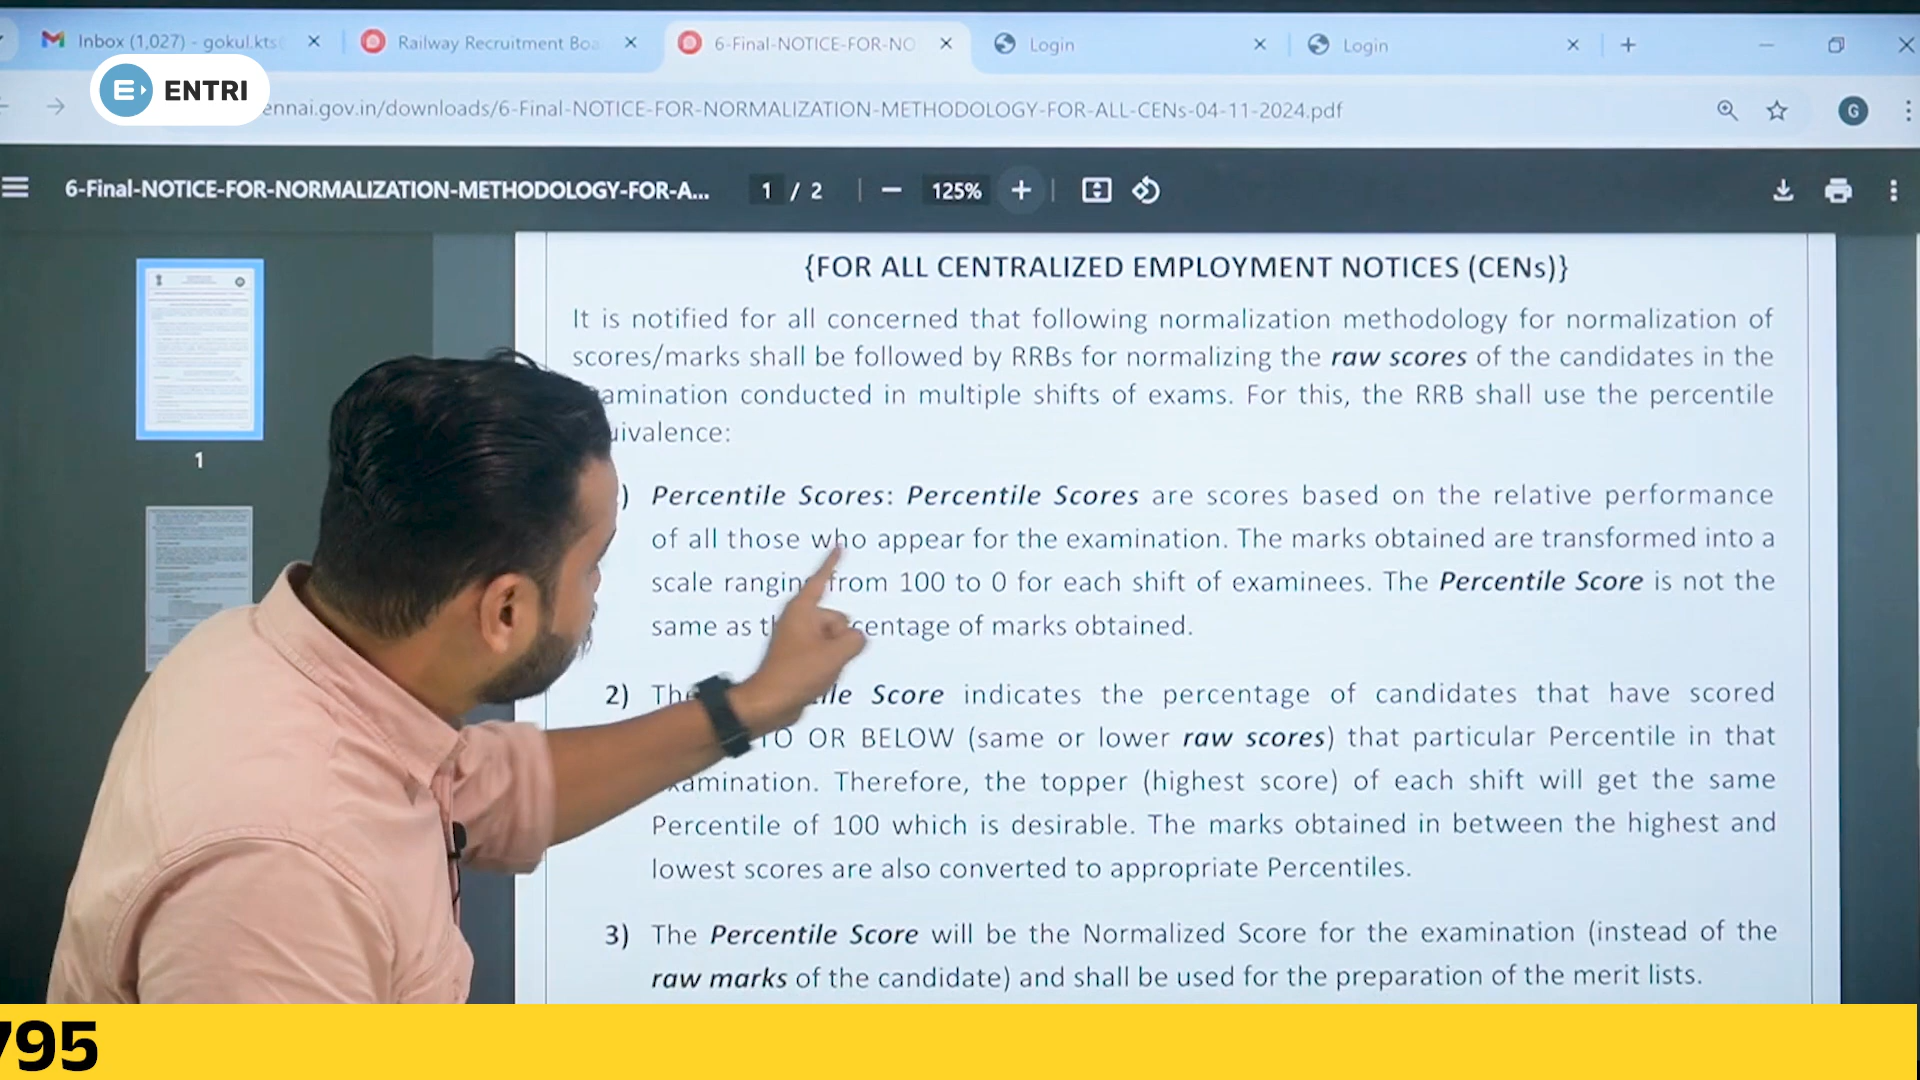 Inbox (1,027) - gokul.kts
Railway Recruitment Boa
6-Final-NOTICE-FOR-NO
Login
Login
ENTRI
ennai.gov.in/downloads/6-Final-NOTICE-FOR-NORMALIZATION-METHODOLOGY-FOR-ALL-CENs-04-11-2024.pdf
G
6-Final-NOTICE-FOR-NORMALIZATION-METHODOLOGY-FOR-A...
1 / 2
125%
1
{FOR ALL CENTRALIZED EMPLOYMENT NOTICES (CENs)}
It is notified for all concerned that following normalization methodology for normalization of
scores/marks shall be followed by RRBs for normalizing the raw scores of the candidates in the
amination conducted in multiple shifts of exams. For this, the RRB shall use the percentile
uivalence:
) Percentile Scores: Percentile Scores are scores based on the relative performance
of all those who appear for the examination. The marks obtained are transformed into a
scale ranging from 100 to 0 for each shift of examinees. The Percentile Score is not the
same as centage of marks obtained.
2) The le Score indicates the percentage of candidates that have scored
TO OR BELOW (same or lower raw scores) that particular Percentile in that
amination. Therefore, the topper (highest score) of each shift will get the same
Percentile of 100 which is desirable. The marks obtained in between the highest and
lowest scores are also converted to appropriate Percentiles.
3) The Percentile Score will be the Normalized Score for the examination (instead of the
raw marks of the candidate) and shall be used for the preparation of the merit lists.
795